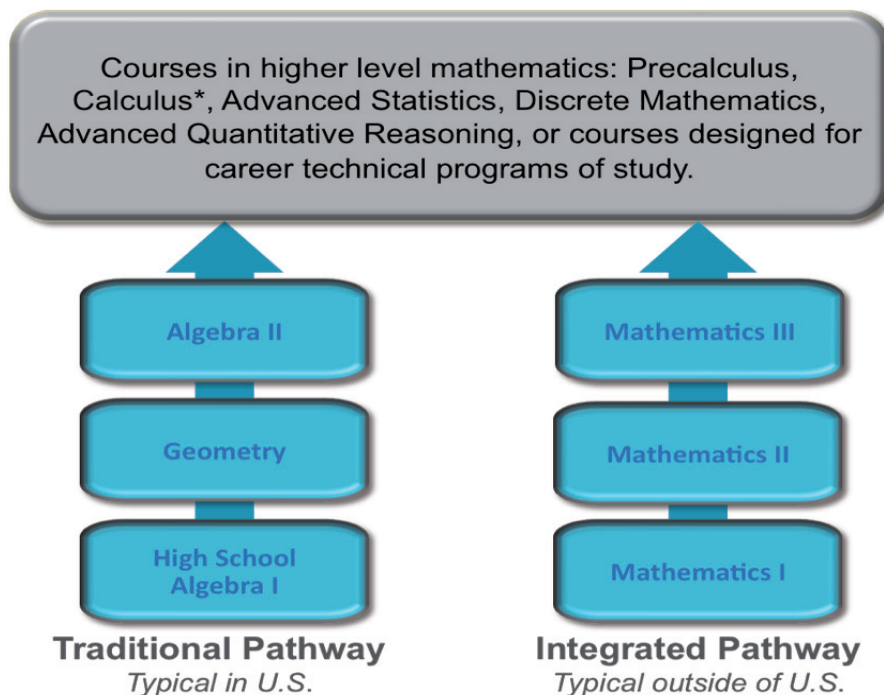 Courses in higher level mathematics: Precalculus,
Calculus*, Advanced Statistics, Discrete Mathematics,
Advanced Quantitative Reasoning, or courses designed for
career technical programs of study.
Algebra II
Geometry
High School
Algebra I
Traditional Pathway
Typical in U.S.
Mathematics III
Mathematics II
Mathematics I
Integrated Pathway
Typical outside of U.S.